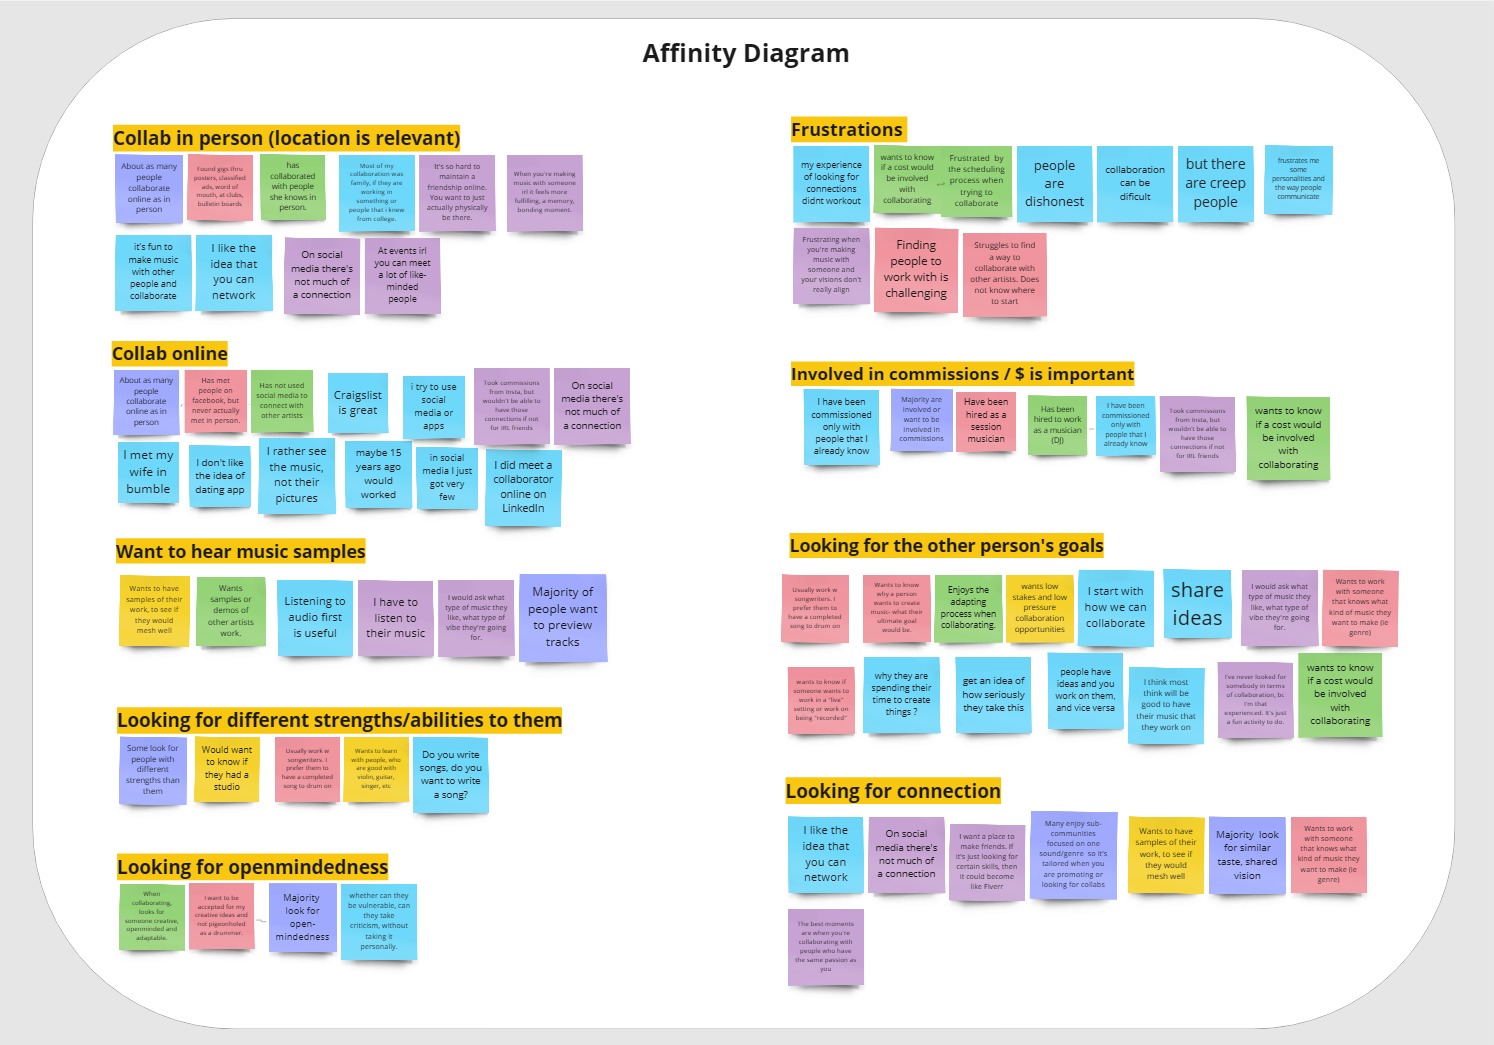 Affinity Diagram
Collab in person (location is relevant)
About as many
people
collaborate
online as in
person
Found gigs thru
posters, classified
ads, word of
mouth, at clubs,
bulletin boards
has
collaborated
with people
she knows in
person.
Most of my
collaboration was
family, if they are
working in
something or
people that i knew
from college.
It's so hard to
maintain a
friendship online.
You want to just
actually physically
be there.
When you're making
music with someone
irl it feels more
fulfilling, a memory,
bonding moment.
it's fun to
make music
with other
people and
collaborate
I like the
idea that
you can
network
On social
media there's
not much of
a connection
At events irl
you can meet
a lot of like-
minded
people
Collab online
About as many
people
collaborate
online as in
person
Has met
people on
facebook, but
never actually
met in person.
Has not used
social media to
connect with
other artists
Craigslist
is great
i try to use
social
media or
apps
Took commissions
from Insta, but
wouldn't be able to
have those
connections if not
for IRL friends
On social
media there's
not much of
a connection
I met my
wife in
bumble
I don't like
the idea of
dating app
I rather see
the music,
not their
pictures
maybe 15
years ago
would
worked
in social
media I just
got very
few
I did meet a
collaborator
online on
LinkedIn
Want to hear music samples
Wants to have
samples of their
work, to see if
they would
mesh well
Wants
samples or
demos of
other artists
work.
Listening to
audio first
is useful
I have to
listen to
their music
I would ask what
type of music they
like, what type of
vibe they're going
for.
Majority of
people want
to preview
tracks
Looking for different strengths/abilities to them
Some look for
people with
different
strengths than
them
Would want
to know if
they had a
studio
Usually work w
songwriters. I
prefer them to
have a completed
song to drum on
Wants to learn
with people, who
are good with
violin, guitar,
singer, etc
Do you write
songs, do you
want to write
a song?
Looking for openmindedness
When
collaborating,
looks for
someone creative,
openminded and
adaptable.
I want to be
accepted for my
creative ideas and
not pigeonholed
as a drummer.
Majority
look for
open-
mindedness
whether can they
be vulnerable, can
they take
criticism, without
taking it
personally.
Frustrations
my experience
of looking for
connections
didnt workout
wants to know
if a cost would
be involved
with
collaborating
Frustrated by
the scheduling
process when
trying to
collaborate
people
are
dishonest
collaboration
can be
dificult
but there
are creep
people
frustrates me
some
personalities and
the way people
communicate
Frustrating when
you're making
music with
someone and
your visions don't
really align
Finding
people to
work with is
challenging
Struggles to find
a way to
collaborate with
other artists. Does
not know where
to start
Involved in commissions / $ is important
I have been
commissioned
only with
people that I
already know
Majority are
involved or
want to be
involved in
commissions
Have been
hired as a
session
musician
Has been
hired to work
as a musician
(DJ)
I have been
commissioned
only with
people that I
already know
Took commissions
from Insta, but
wouldn't be able to
have those
connections if not
for IRL friends
wants to know
if a cost would
be involved
with
collaborating
Looking for the other person's goals
Usually work w
songwriters. I
prefer them to
have a completed
song to drum on
Wants to know
why a person
wants to create
music- what their
ultimate goal
would be.
Enjoys the
adapting
process when
collaborating.
wants low
stakes and low
pressure
collaboration
opportunities
I start with
how we can
collaborate
share
ideas
I would ask what
type of music they
like, what type of
vibe they're going
for.
Wants to work
with someone
that knows what
kind of music they
want to make (ie
genre)
wants to know if
someone wants to
work in a "live"
setting or work on
being "recorded"
why they are
spending their
time to create
things ?
get an idea of
how seriously
they take this
people have
ideas and you
work on them,
and vice versa
I think most
think will be
good to have
their music that
they work on
I've never looked for
somebody in terms
of collaboration, bc
I'm that
experienced. It's just
a fun activity to do.
wants to know
if a cost would
be involved
with
collaborating
Looking for connection
I like the
idea that
you can
network
On social
media there's
not much of
a connection
I want a place to
make friends. If
it's just looking for
certain skills, then
it could become
like Fiverr
Many enjoy sub-
communities
focused on one
sound/genre so it's
tailored when you
are promoting or
looking for collabs
Wants to have
samples of their
work, to see if
they would
mesh well
Majority look
for similar
taste, shared
vision
Wants to work
with someone
that knows what
kind of music they
want to make (ie
genre)
The best moments
are when you're
collaborating with
people who have
the same passion as
you